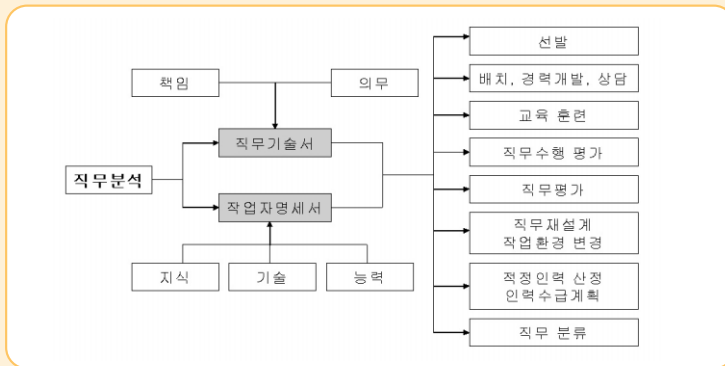 선발
책임
의무
배치, 경력개발, 상담
교육 훈련
직무기술서
직무수행 평가
직무분석
직무평가
작업자명세서
직무재설계
작업환경 변경
지식
기술
능력
적정인력 산정
인력수급계획
직무 분류